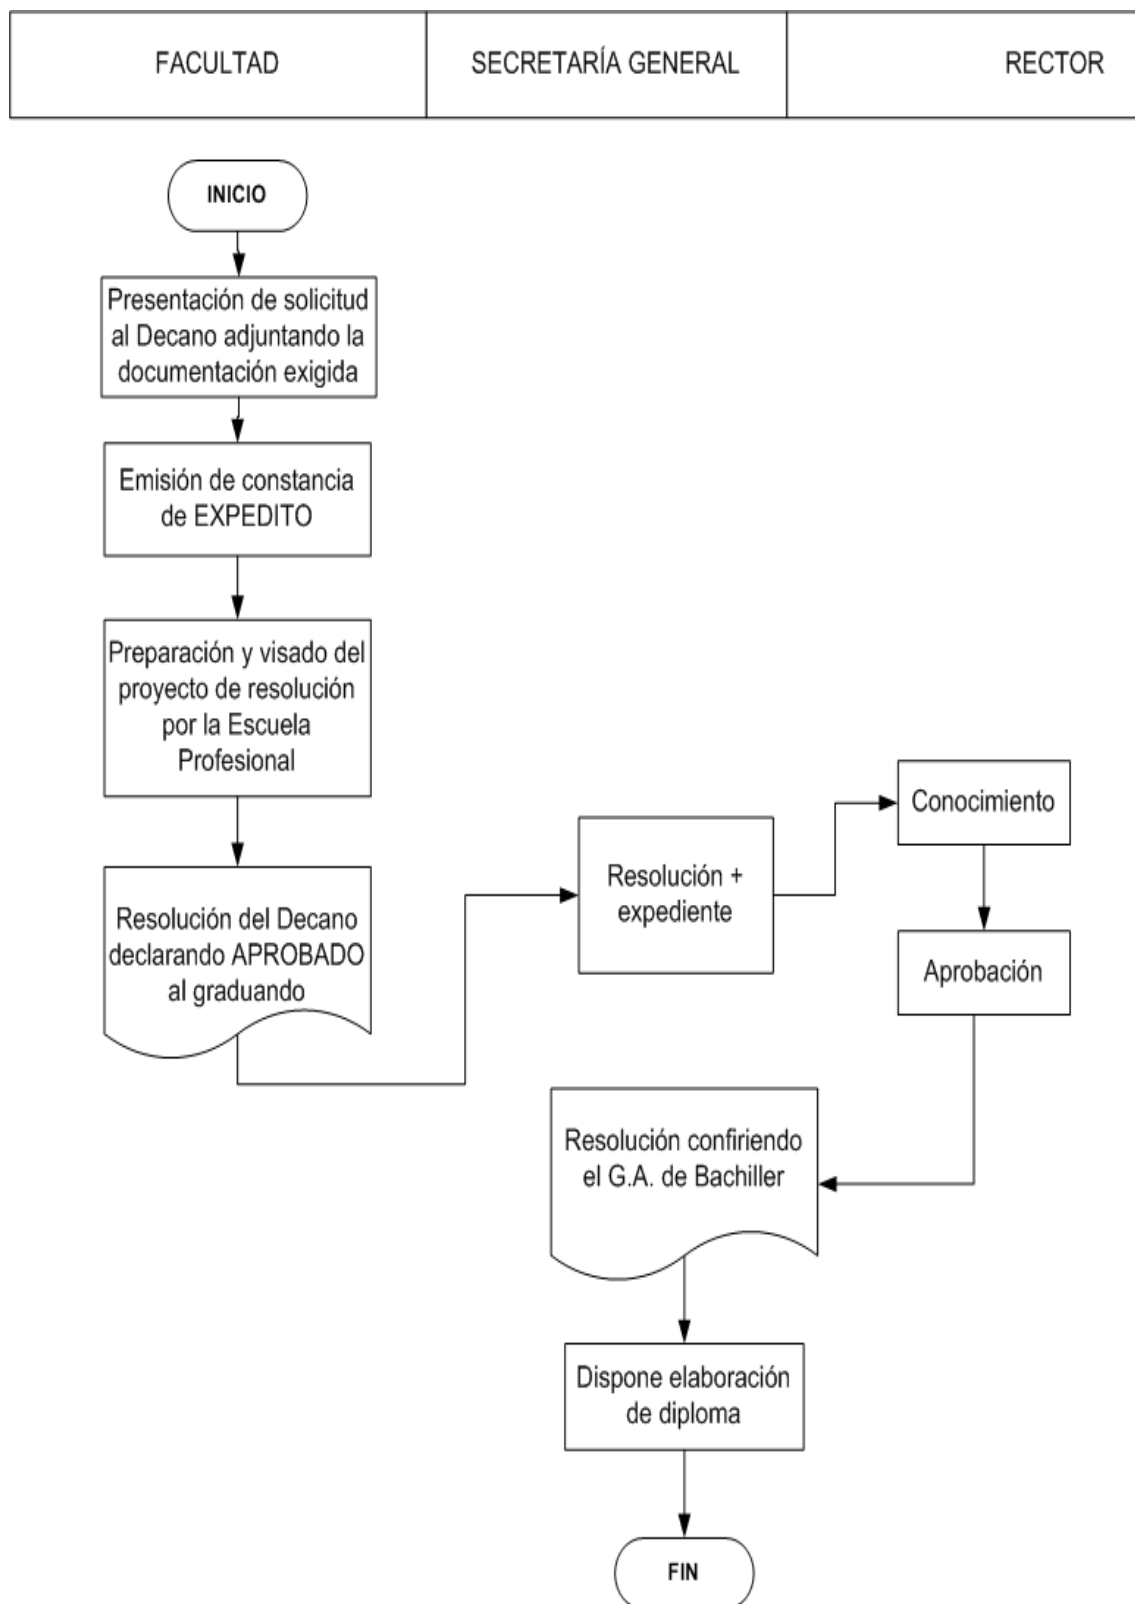 FACULTAD
SECRETARÍA GENERAL
RECTOR
INICIO
Presentación de solicitud
al Decano adjuntando la
documentación exigida
Emisión de constancia
de EXPEDITO
Preparación y visado del
proyecto de resolución
por la Escuela
Profesional
Resolución del Decano
declarando APROBADO
al graduando
Resolución +
expediente
Conocimiento
Aprobación
Resolución confiriendo
el G.A. de Bachiller
Dispone elaboración
de diploma
FIN